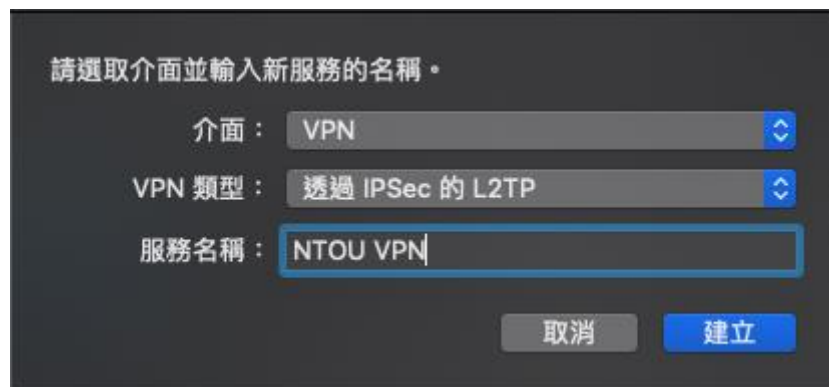 請選取介面並輸入新服務的名稱。
介面： VPN
VPN 類型： 透過 IPSec 的 L2TP
服務名稱： NTOU VPN
取消 建立